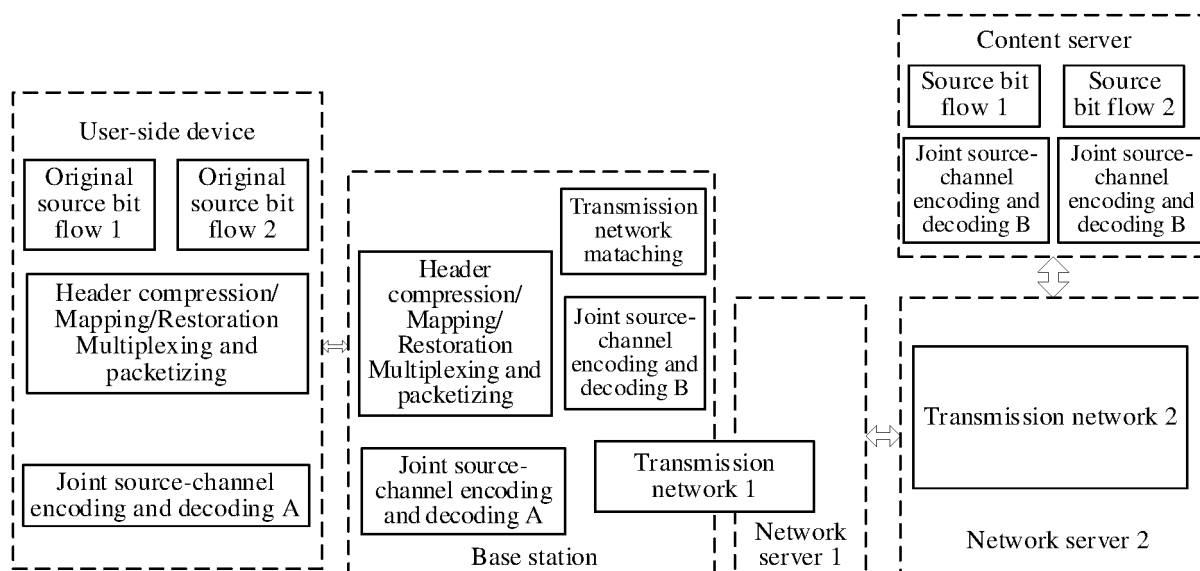 User-side device
Original
source bit
flow 1
Original
source bit
flow 2
Header compression/
Mapping/Restoration
Multiplexing and
packetizing
Joint source-channel
encoding and decoding A
Header
compression/
Mapping/
Restoration
Multiplexing and
packetizing
Transmission
network
mataching
Joint source-
channel
encoding and
decoding B
Joint source-
channel encoding
and decoding A
Transmission
network 1
Base station
Network
server 1
Content server
Source bit
flow 1
Source
bit flow 2
Joint source-
channel
encoding and
decoding B
Joint source-
channel
encoding and
decoding B
Transmission network 2
Network server 2